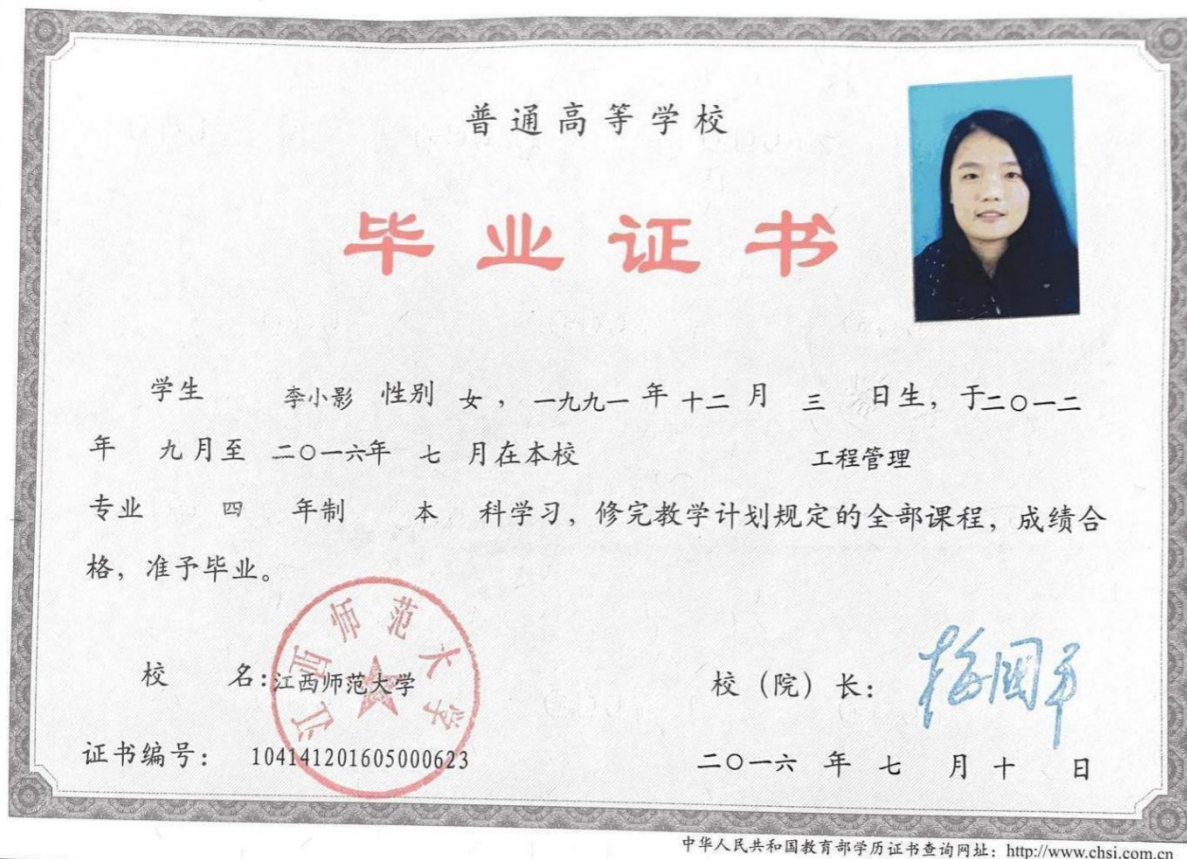 普通高等学校
毕业证书
学生 李小影 性别 女，一九九一 年 十二 月 三 日生，于二〇一二
年 九 月至 二〇一六年 七 月在本校 工程管理
专业 四 年制 本 科学习，修完教学计划规定的全部课程，成绩合
格，准予毕业。
江西师范大学
校 名：江西师范大学 校（院）长：梅国平
证书编号： 104141201605000623 二〇一六 年 七 月 十 日
中华人民共和国教育部学历证书查询网址：http://www.chsi.com.cn